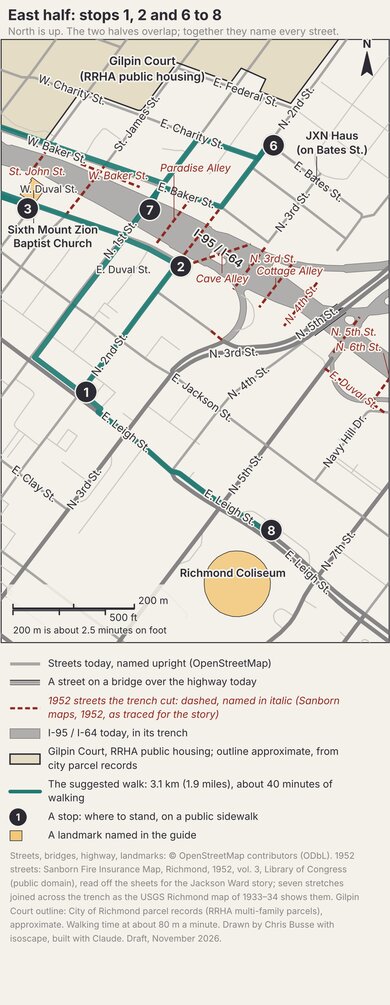 East half: stops 1, 2 and 6 to 8
North is up. The two halves overlap; together they name every street.
N
Gilpin Court
(RRHA public housing)
W. Charity St.
E. Federal St.
N. 2nd St.
St. James St.
E. Charity St.
6
JXN Haus
(on Bates St.)
W. Baker St.
Paradise Alley
E. Bates St.
St. John St.
W. Baker St.
W. Duval St.
E. Baker St.
3
7
N. 3rd St.
Sixth Mount Zion
Baptist Church
N. 1st St.
I-95 / I-64
E. Duval St.
2
N. 3rd St.
Cottage Alley
Cave Alley
N. 4th St.
N. 5th St.
N. 5th St.
N. 6th St.
N. 2nd St.
N. 3rd St.
E. Duval St.
N. 4th St.
E. Jackson St.
1
E. Leigh St.
Navy Hill Dr.
E. Clay St.
N. 3rd St.
N. 5th St.
E. Leigh St.
8
N. 7th St.
E. Leigh St.
Richmond Coliseum
200 m
500 ft
200 m is about 2.5 minutes on foot
Streets today, named upright (OpenStreetMap)
A street on a bridge over the highway today
1952 streets the trench cut: dashed, named in italic (Sanborn
maps, 1952, as traced for the story)
I-95 / I-64 today, in its trench
Gilpin Court, RRHA public housing; outline approximate, from
city parcel records
The suggested walk: 3.1 km (1.9 miles), about 40 minutes of
walking
1 A stop: where to stand, on a public sidewalk
A landmark named in the guide
Streets, bridges, highway, landmarks: © OpenStreetMap contributors (ODbL). 1952
streets: Sanborn Fire Insurance Map, Richmond, 1952, vol. 3, Library of Congress
(public domain), read off the sheets for the Jackson Ward story; seven stretches
joined across the trench as the USGS Richmond map of 1933–34 shows them. Gilpin
Court outline: City of Richmond parcel records (RRHA multi-family parcels),
approximate. Walking time at about 80 m a minute. Drawn by Chris Busse with
isoscape, built with Claude. Draft, November 2026.